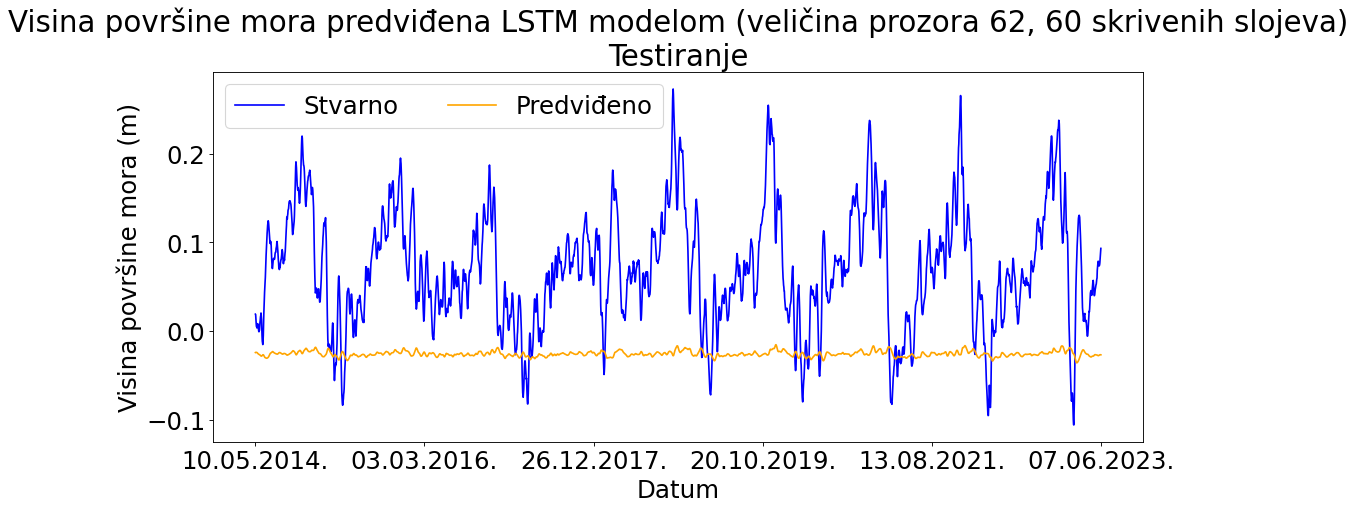 Visina površine mora predviđena LSTM modelom (veličina prozora 62, 60 skrivenih slojeva)
Testiranje
Stvarno
Predviđeno
Visina površine mora (m)
0.2
0.1
0.0
−0.1
10.05.2014.
03.03.2016.
26.12.2017.
20.10.2019.
13.08.2021.
07.06.2023.
Datum